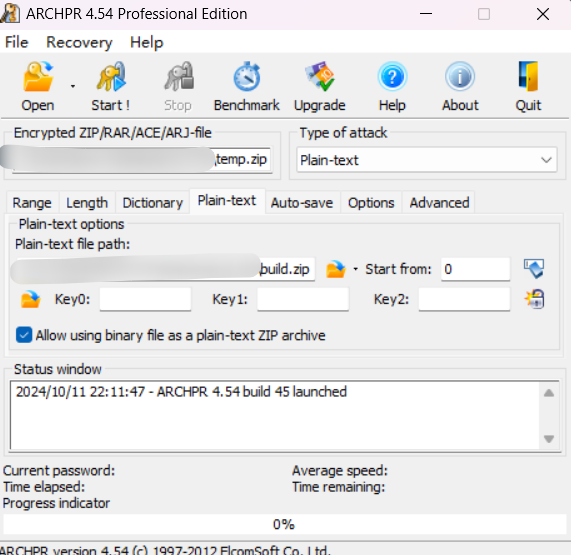 ARCHPR 4.54 Professional Edition
File Recovery Help
Open Start ! Stop Benchmark Upgrade Help About Quit
Encrypted ZIP/RAR/ACE/ARJ-file Type of attack
\temp.zip Plain-text
Range Length Dictionary Plain-text Auto-save Options Advanced
Plain-text options
Plain-text file path:
\build.zip Start from: 0
Key0: Key1: Key2:
Allow using binary file as a plain-text ZIP archive
Status window
2024/10/11 22:11:47 - ARCHPR 4.54 build 45 launched
Current password: Average speed:
Time elapsed: Time remaining:
Progress indicator
0%
ARCHPR version 4.54 (c) 1997-2012 ElcomSoft Co. Ltd.